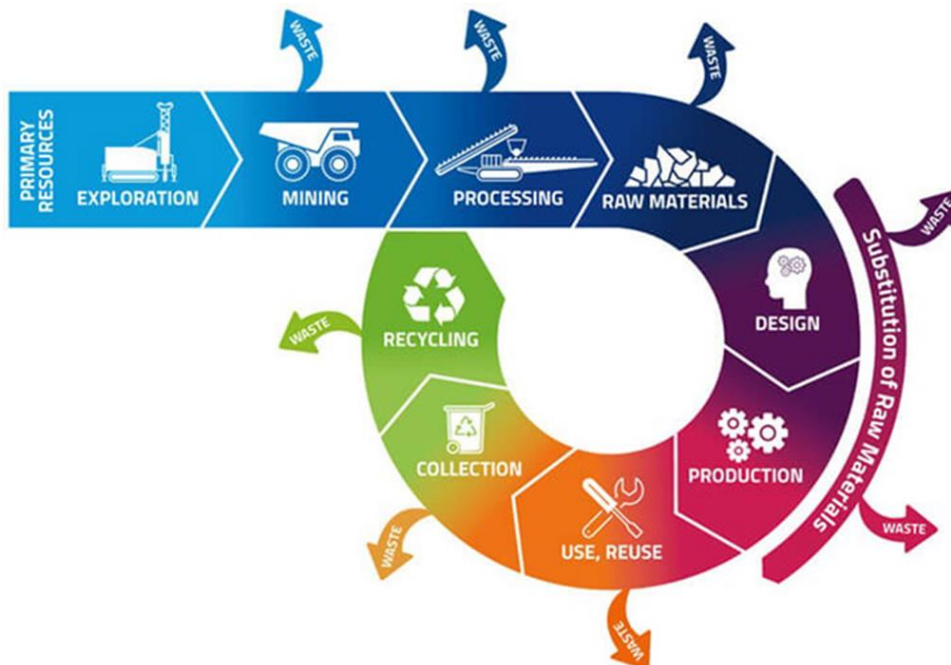 WASTE
WASTE
WASTE
PRIMARY
RESOURCES
EXPLORATION
MINING
PROCESSING
RAW MATERIALS
WASTE
Substitution of Raw Materials
DESIGN
RECYCLING
WASTE
COLLECTION
PRODUCTION
WASTE
USE, REUSE
WASTE
WASTE